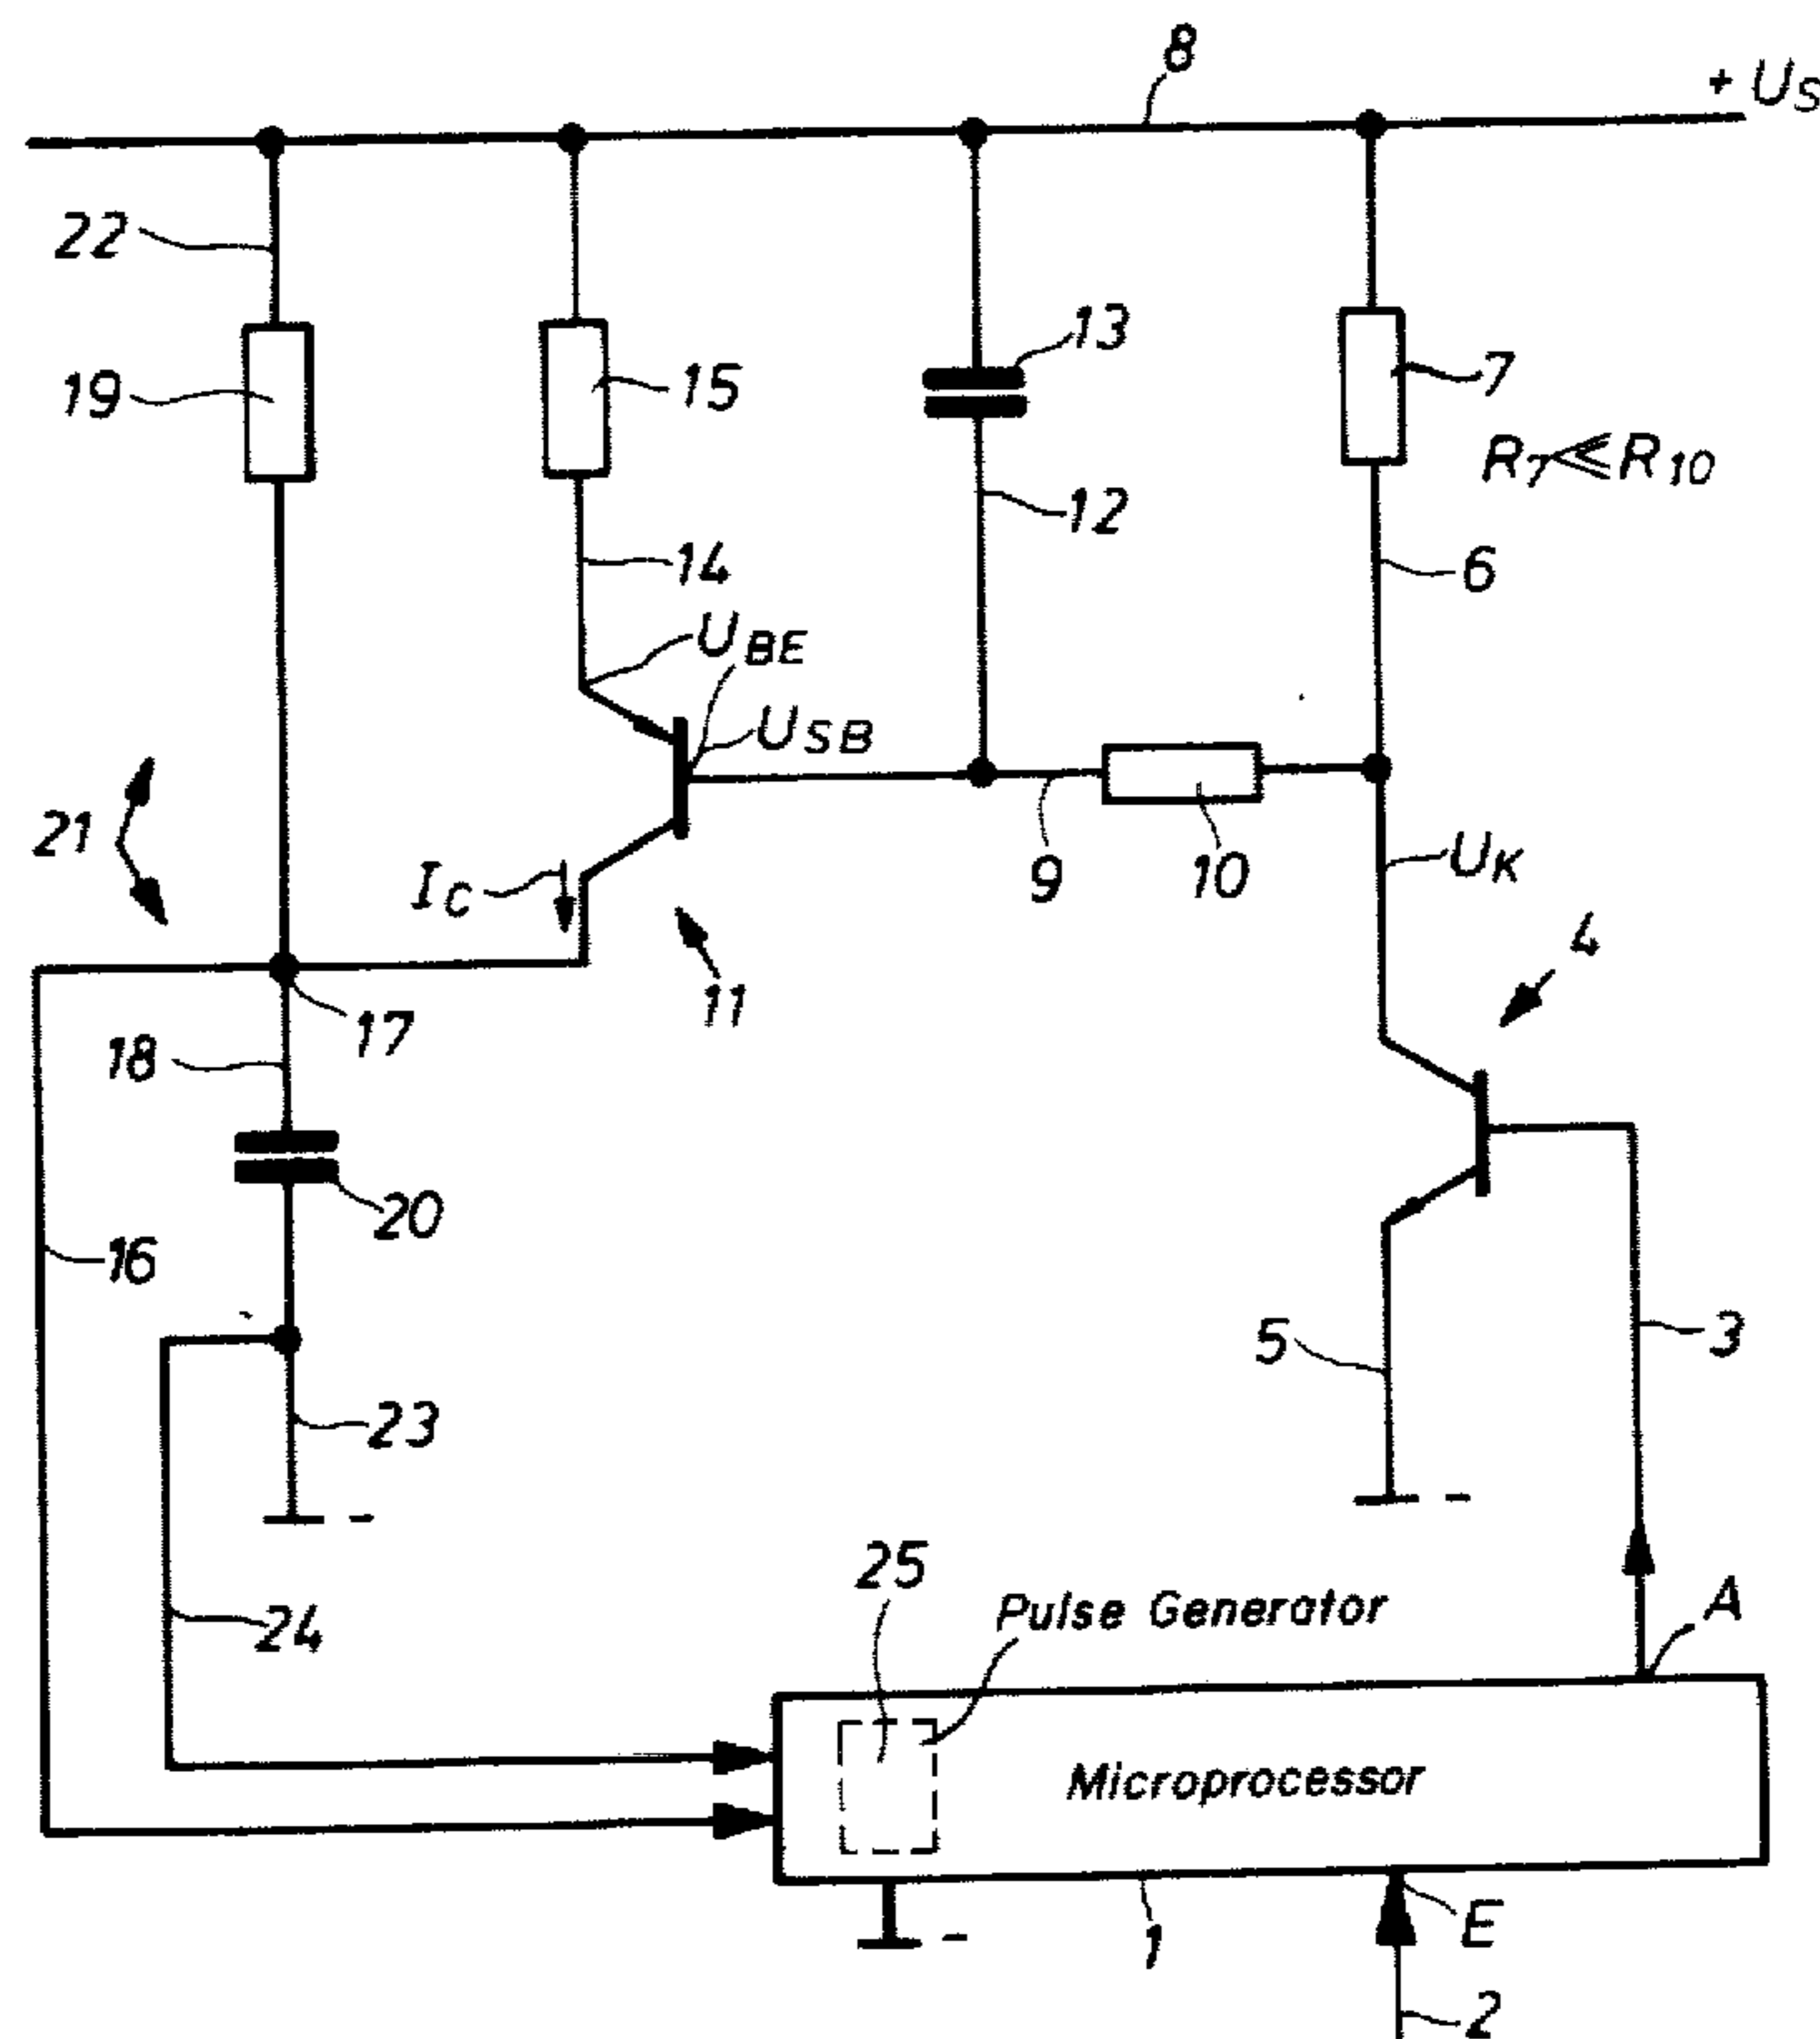 8
+ US
22
13
19
15
7
R7 ≪ R10
12
14
6
UBE
USB
21
IC
9
10
UK
4
11
17
18
20
16
5
3
23
25
Pulse Generator
24
A
Microprocessor
1
E
2